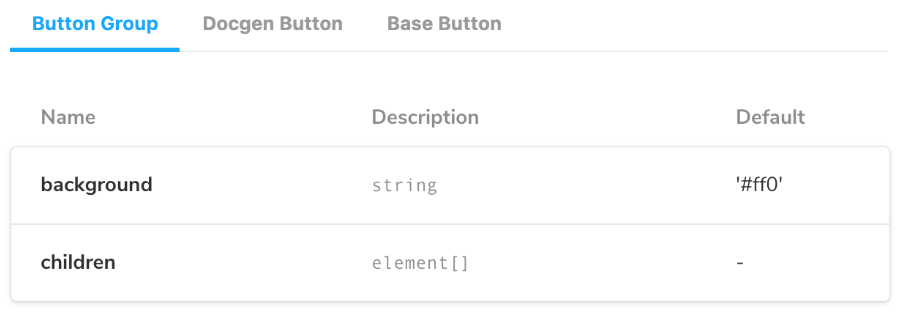 Button Group Docgen Button Base Button
Name Description Default
background string '#ff0'
children element[] -